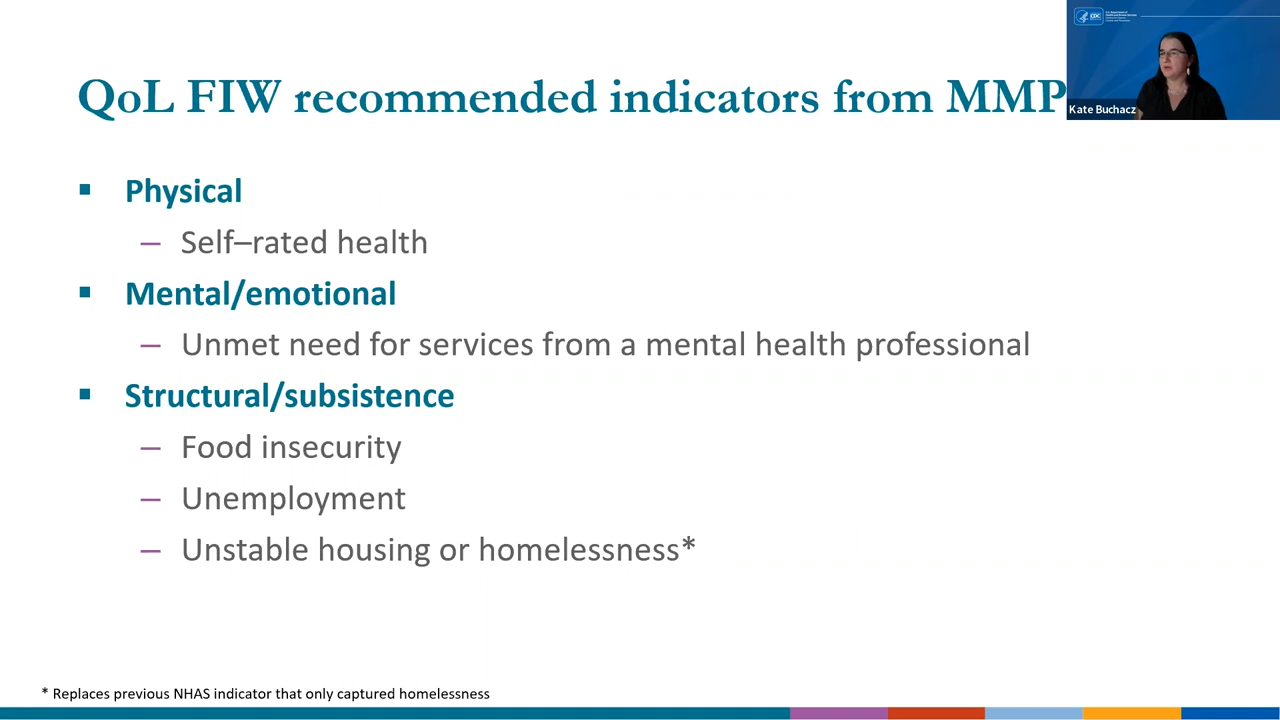 QoL FIW recommended indicators from MMP
CDC
Kate Buchacz
▪ Physical
– Self–rated health
▪ Mental/emotional
– Unmet need for services from a mental health professional
▪ Structural/subsistence
– Food insecurity
– Unemployment
– Unstable housing or homelessness*
* Replaces previous NHAS indicator that only captured homelessness